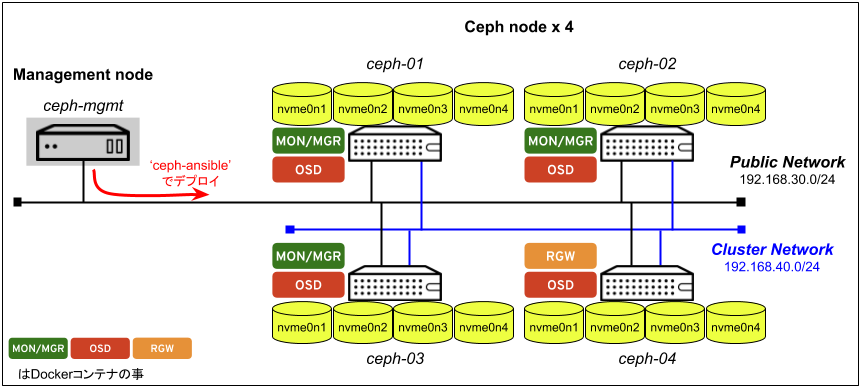 Ceph node x 4
Management node
ceph-mgmt
ceph-01
nvme0n1 nvme0n2 nvme0n3 nvme0n4
MON/MGR
OSD
ceph-02
nvme0n1 nvme0n2 nvme0n3 nvme0n4
MON/MGR
OSD
‘ceph-ansible’
でデプロイ
Public Network
192.168.30.0/24
Cluster Network
192.168.40.0/24
MON/MGR
OSD
nvme0n1 nvme0n2 nvme0n3 nvme0n4
ceph-03
RGW
OSD
nvme0n1 nvme0n2 nvme0n3 nvme0n4
ceph-04
MON/MGR OSD RGW
はDockerコンテナの事